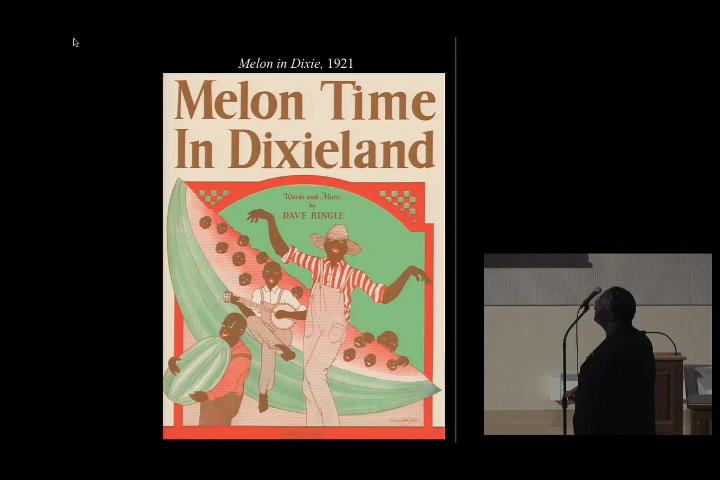 Melon in Dixie, 1921
Melon Time
In Dixieland
Words and Music
by
DAVE RINGLE